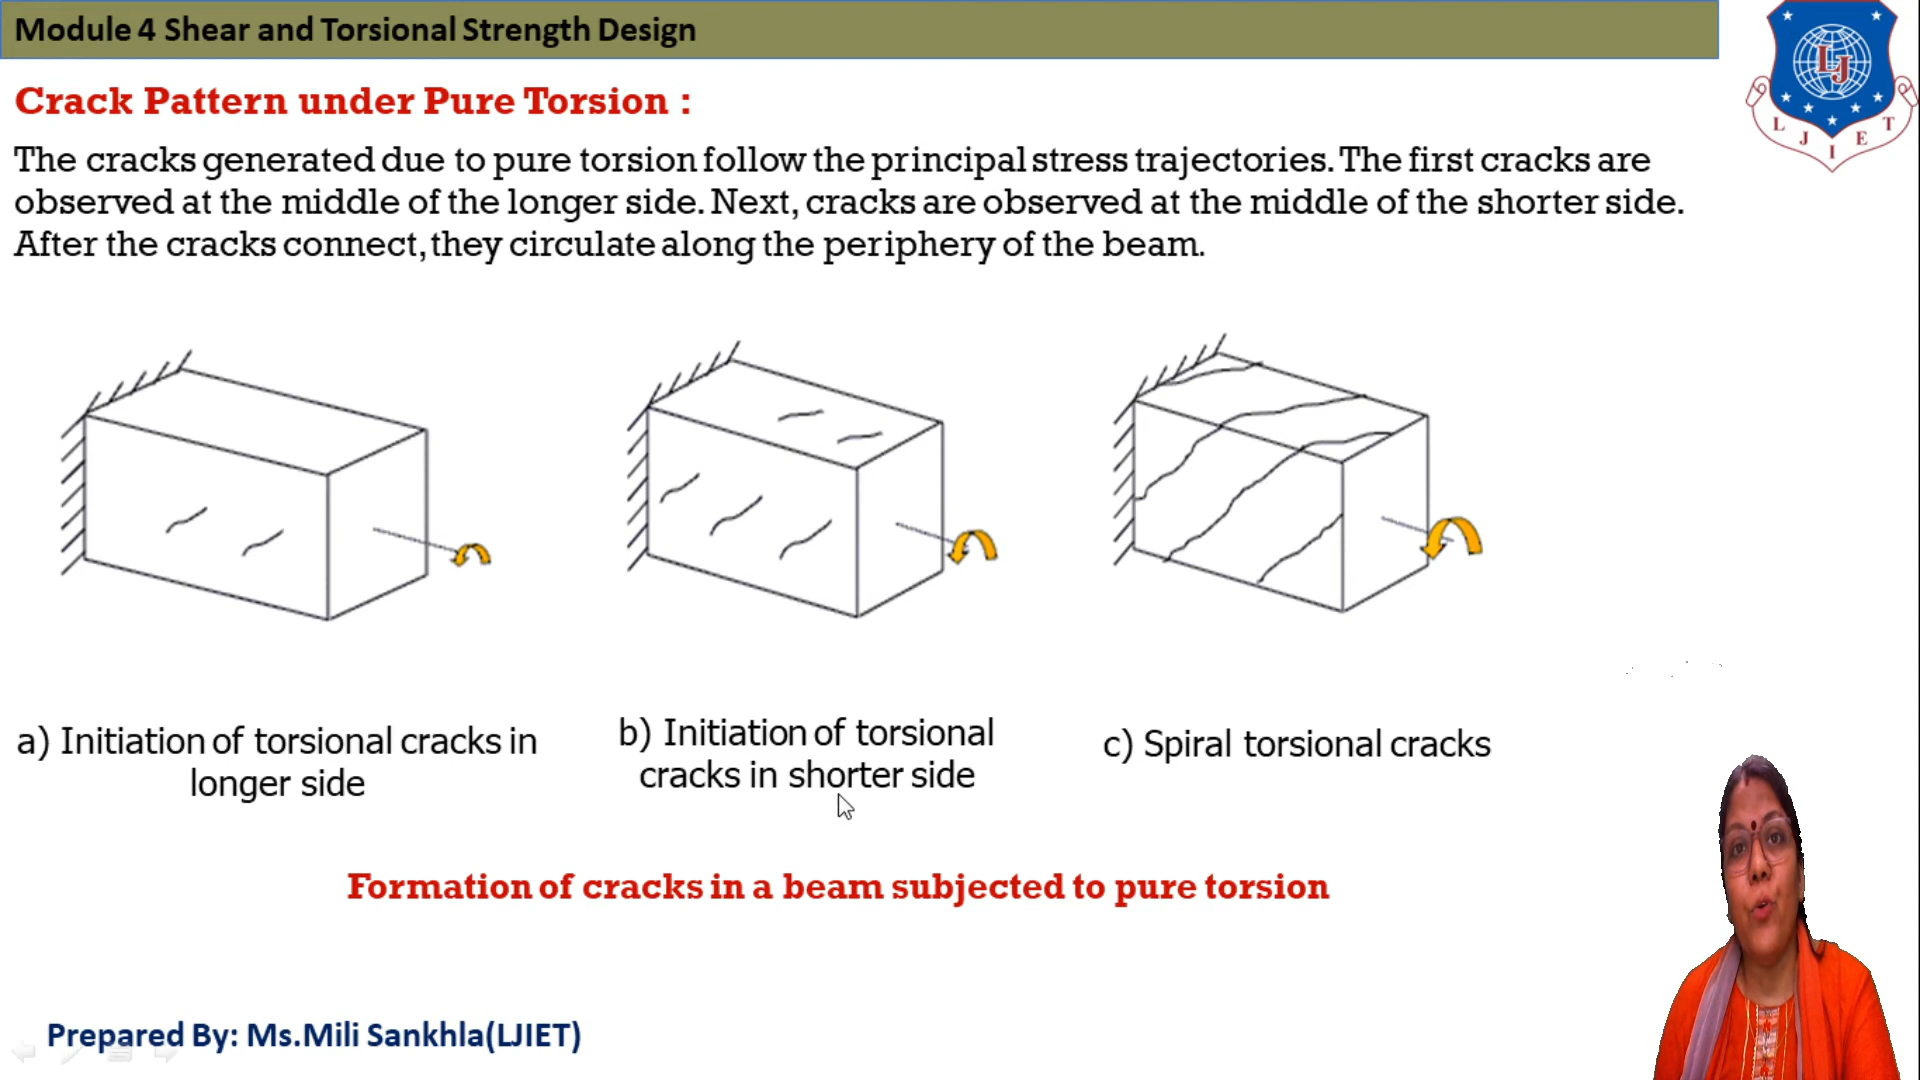 Module 4 Shear and Torsional Strength Design
Crack Pattern under Pure Torsion :
The cracks generated due to pure torsion follow the principal stress trajectories. The first cracks are
observed at the middle of the longer side. Next, cracks are observed at the middle of the shorter side.
After the cracks connect, they circulate along the periphery of the beam.
LJ
L J I E T
a) Initiation of torsional cracks in
longer side
b) Initiation of torsional
cracks in shorter side
c) Spiral torsional cracks
Formation of cracks in a beam subjected to pure torsion
Prepared By: Ms.Mili Sankhla(LJIET)